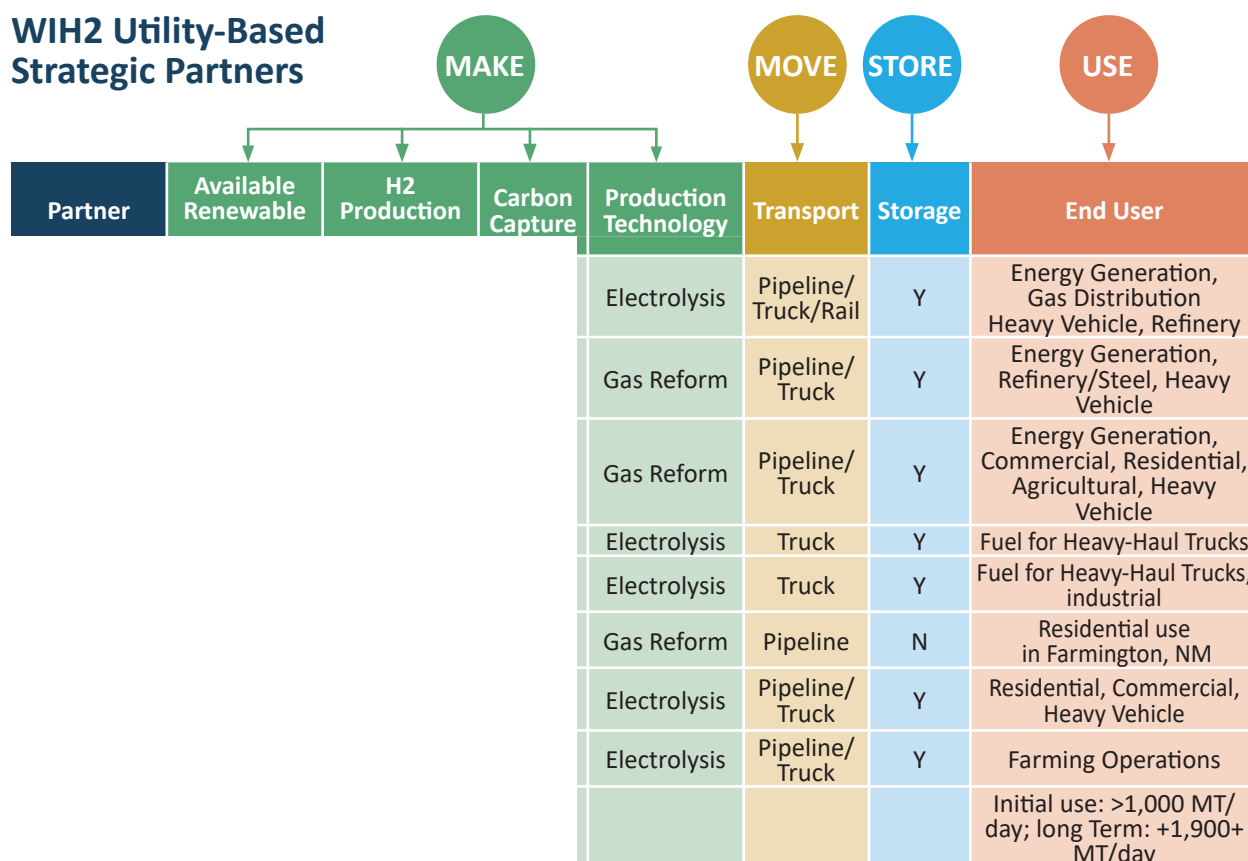 WIH2 Utility-Based
Strategic Partners
MAKE
MOVE
STORE
USE
Partner
Available
Renewable
H2
Production
Carbon
Capture
Production
Technology
Transport
Storage
End User
Electrolysis
Pipeline/
Truck/Rail
Y
Energy Generation,
Gas Distribution
Heavy Vehicle, Refinery
Gas Reform
Pipeline/
Truck
Y
Energy Generation,
Refinery/Steel, Heavy
Vehicle
Gas Reform
Pipeline/
Truck
Y
Energy Generation,
Commercial, Residential,
Agricultural, Heavy
Vehicle
Electrolysis
Truck
Y
Fuel for Heavy-Haul Trucks
Electrolysis
Truck
Y
Fuel for Heavy-Haul Trucks,
industrial
Gas Reform
Pipeline
N
Residential use
in Farmington, NM
Electrolysis
Pipeline/
Truck
Y
Residential, Commercial,
Heavy Vehicle
Electrolysis
Pipeline/
Truck
Y
Farming Operations
Initial use: >1,000 MT/
day; long Term: +1,900+
MT/day